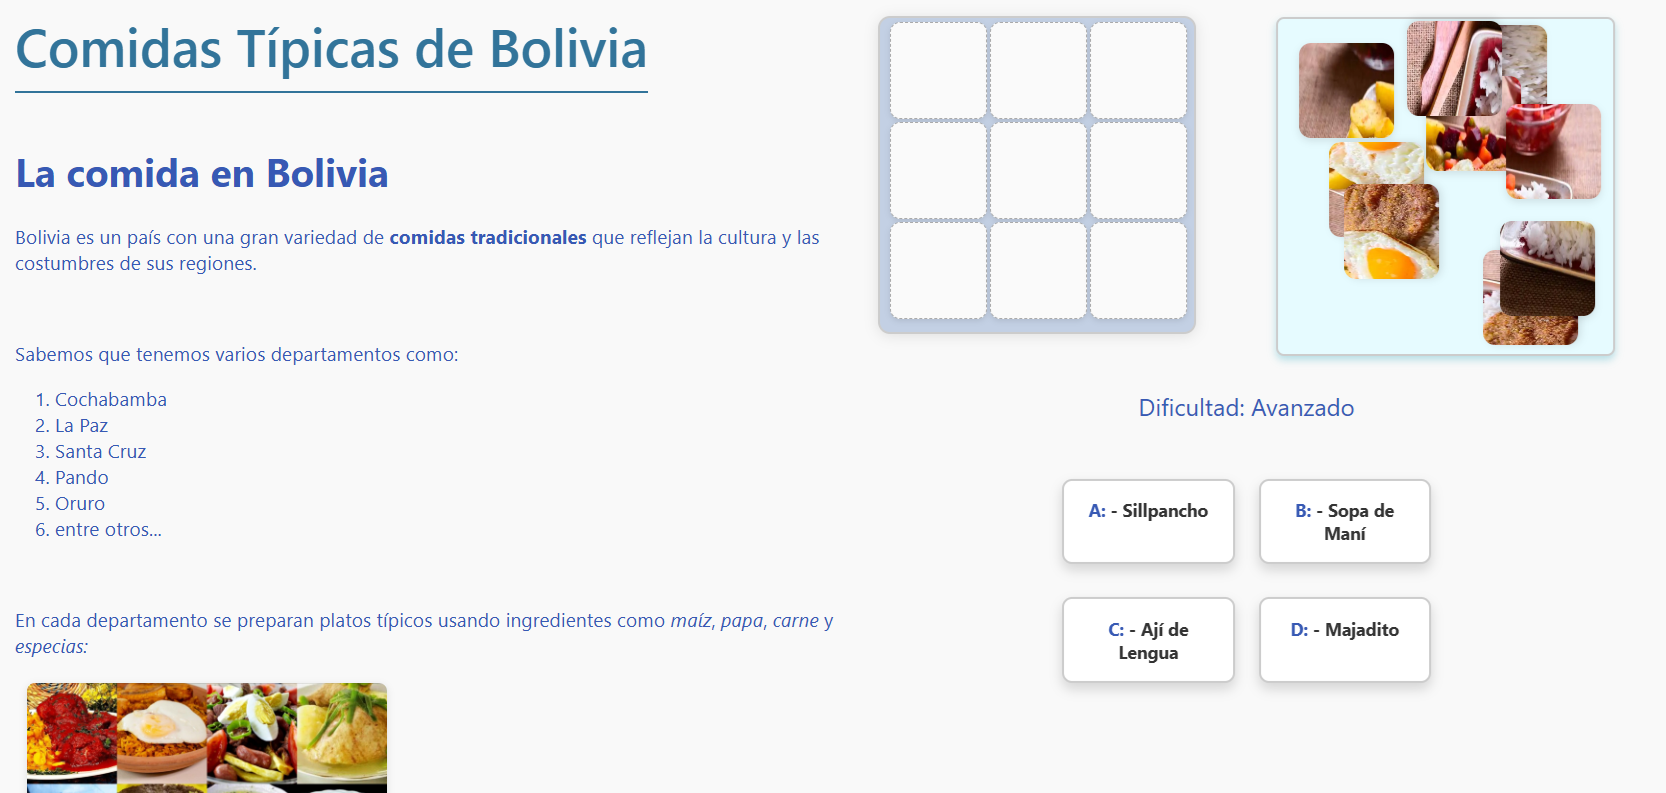 Comidas Típicas de Bolivia
La comida en Bolivia
Bolivia es un país con una gran variedad de comidas tradicionales que reflejan la cultura y las
costumbres de sus regiones.
Sabemos que tenemos varios departamentos como:
1. Cochabamba
2. La Paz
3. Santa Cruz
4. Pando
5. Oruro
6. entre otros...
En cada departamento se preparan platos típicos usando ingredientes como maíz, papa, carne y
especias:
Dificultad: Avanzado
A: - Sillpancho
B: - Sopa de
Maní
C: - Ají de
Lengua
D: - Majadito